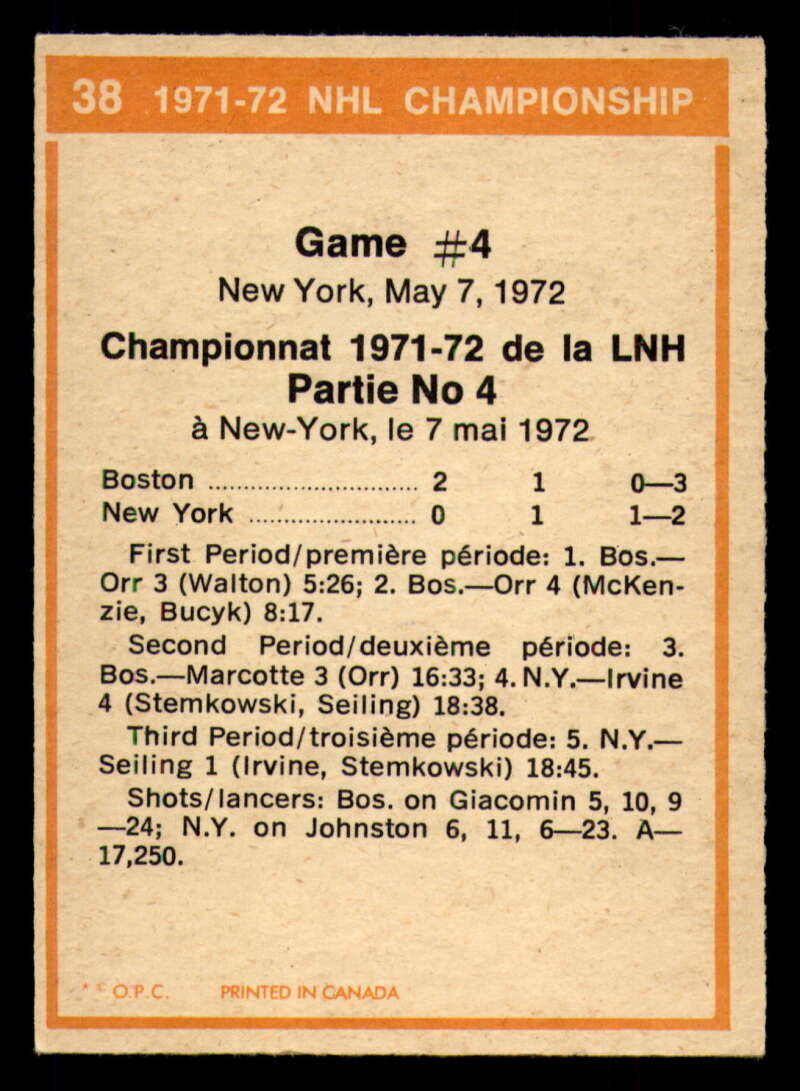 38 1971-72 NHL CHAMPIONSHIP
Game #4
New York, May 7, 1972
Championnat 1971-72 de la LNH
Partie No 4
à New-York, le 7 mai 1972
Boston .............................. 2 1 0—3
New York ........................ 0 1 1—2
First Period/première période: 1. Bos.—
Orr 3 (Walton) 5:26; 2. Bos.—Orr 4 (McKen-
zie, Bucyk) 8:17.
Second Period/deuxième période: 3.
Bos.—Marcotte 3 (Orr) 16:33; 4. N.Y.—Irvine
4 (Stemkowski, Seiling) 18:38.
Third Period/troisième période: 5. N.Y.—
Seiling 1 (Irvine, Stemkowski) 18:45.
Shots/lancers: Bos. on Giacomin 5, 10, 9
—24; N.Y. on Johnston 6, 11, 6—23. A—
17,250.
* © O.P.C. PRINTED IN CANADA